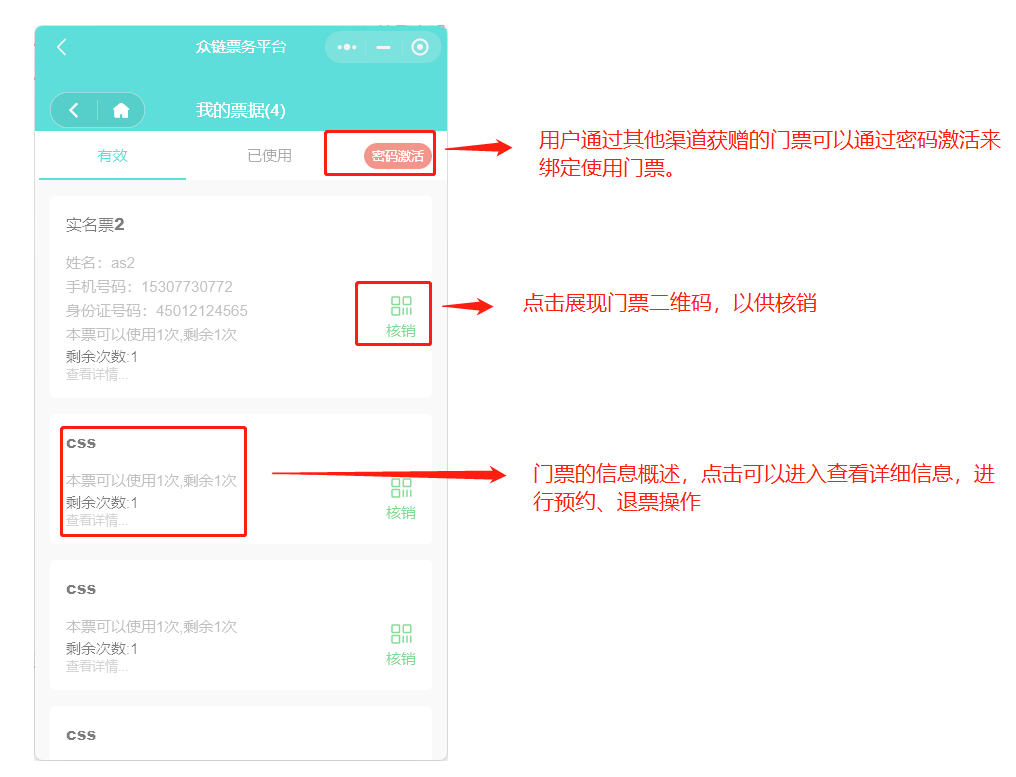 众链票务平台
我的票据(4)
有效
已使用
密码激活
用户通过其他渠道获赠的门票可以通过密码激活来
绑定使用门票。
实名票2
姓名：as2
手机号码：15307730772
身份证号码：45012124565
本票可以使用1次,剩余1次
剩余次数:1
查看详情...
核销
点击展现门票二维码，以供核销
css
本票可以使用1次,剩余1次
剩余次数:1
查看详情...
核销
门票的信息概述，点击可以进入查看详细信息，进
行预约、退票操作
css
本票可以使用1次,剩余1次
剩余次数:1
查看详情...
核销
css